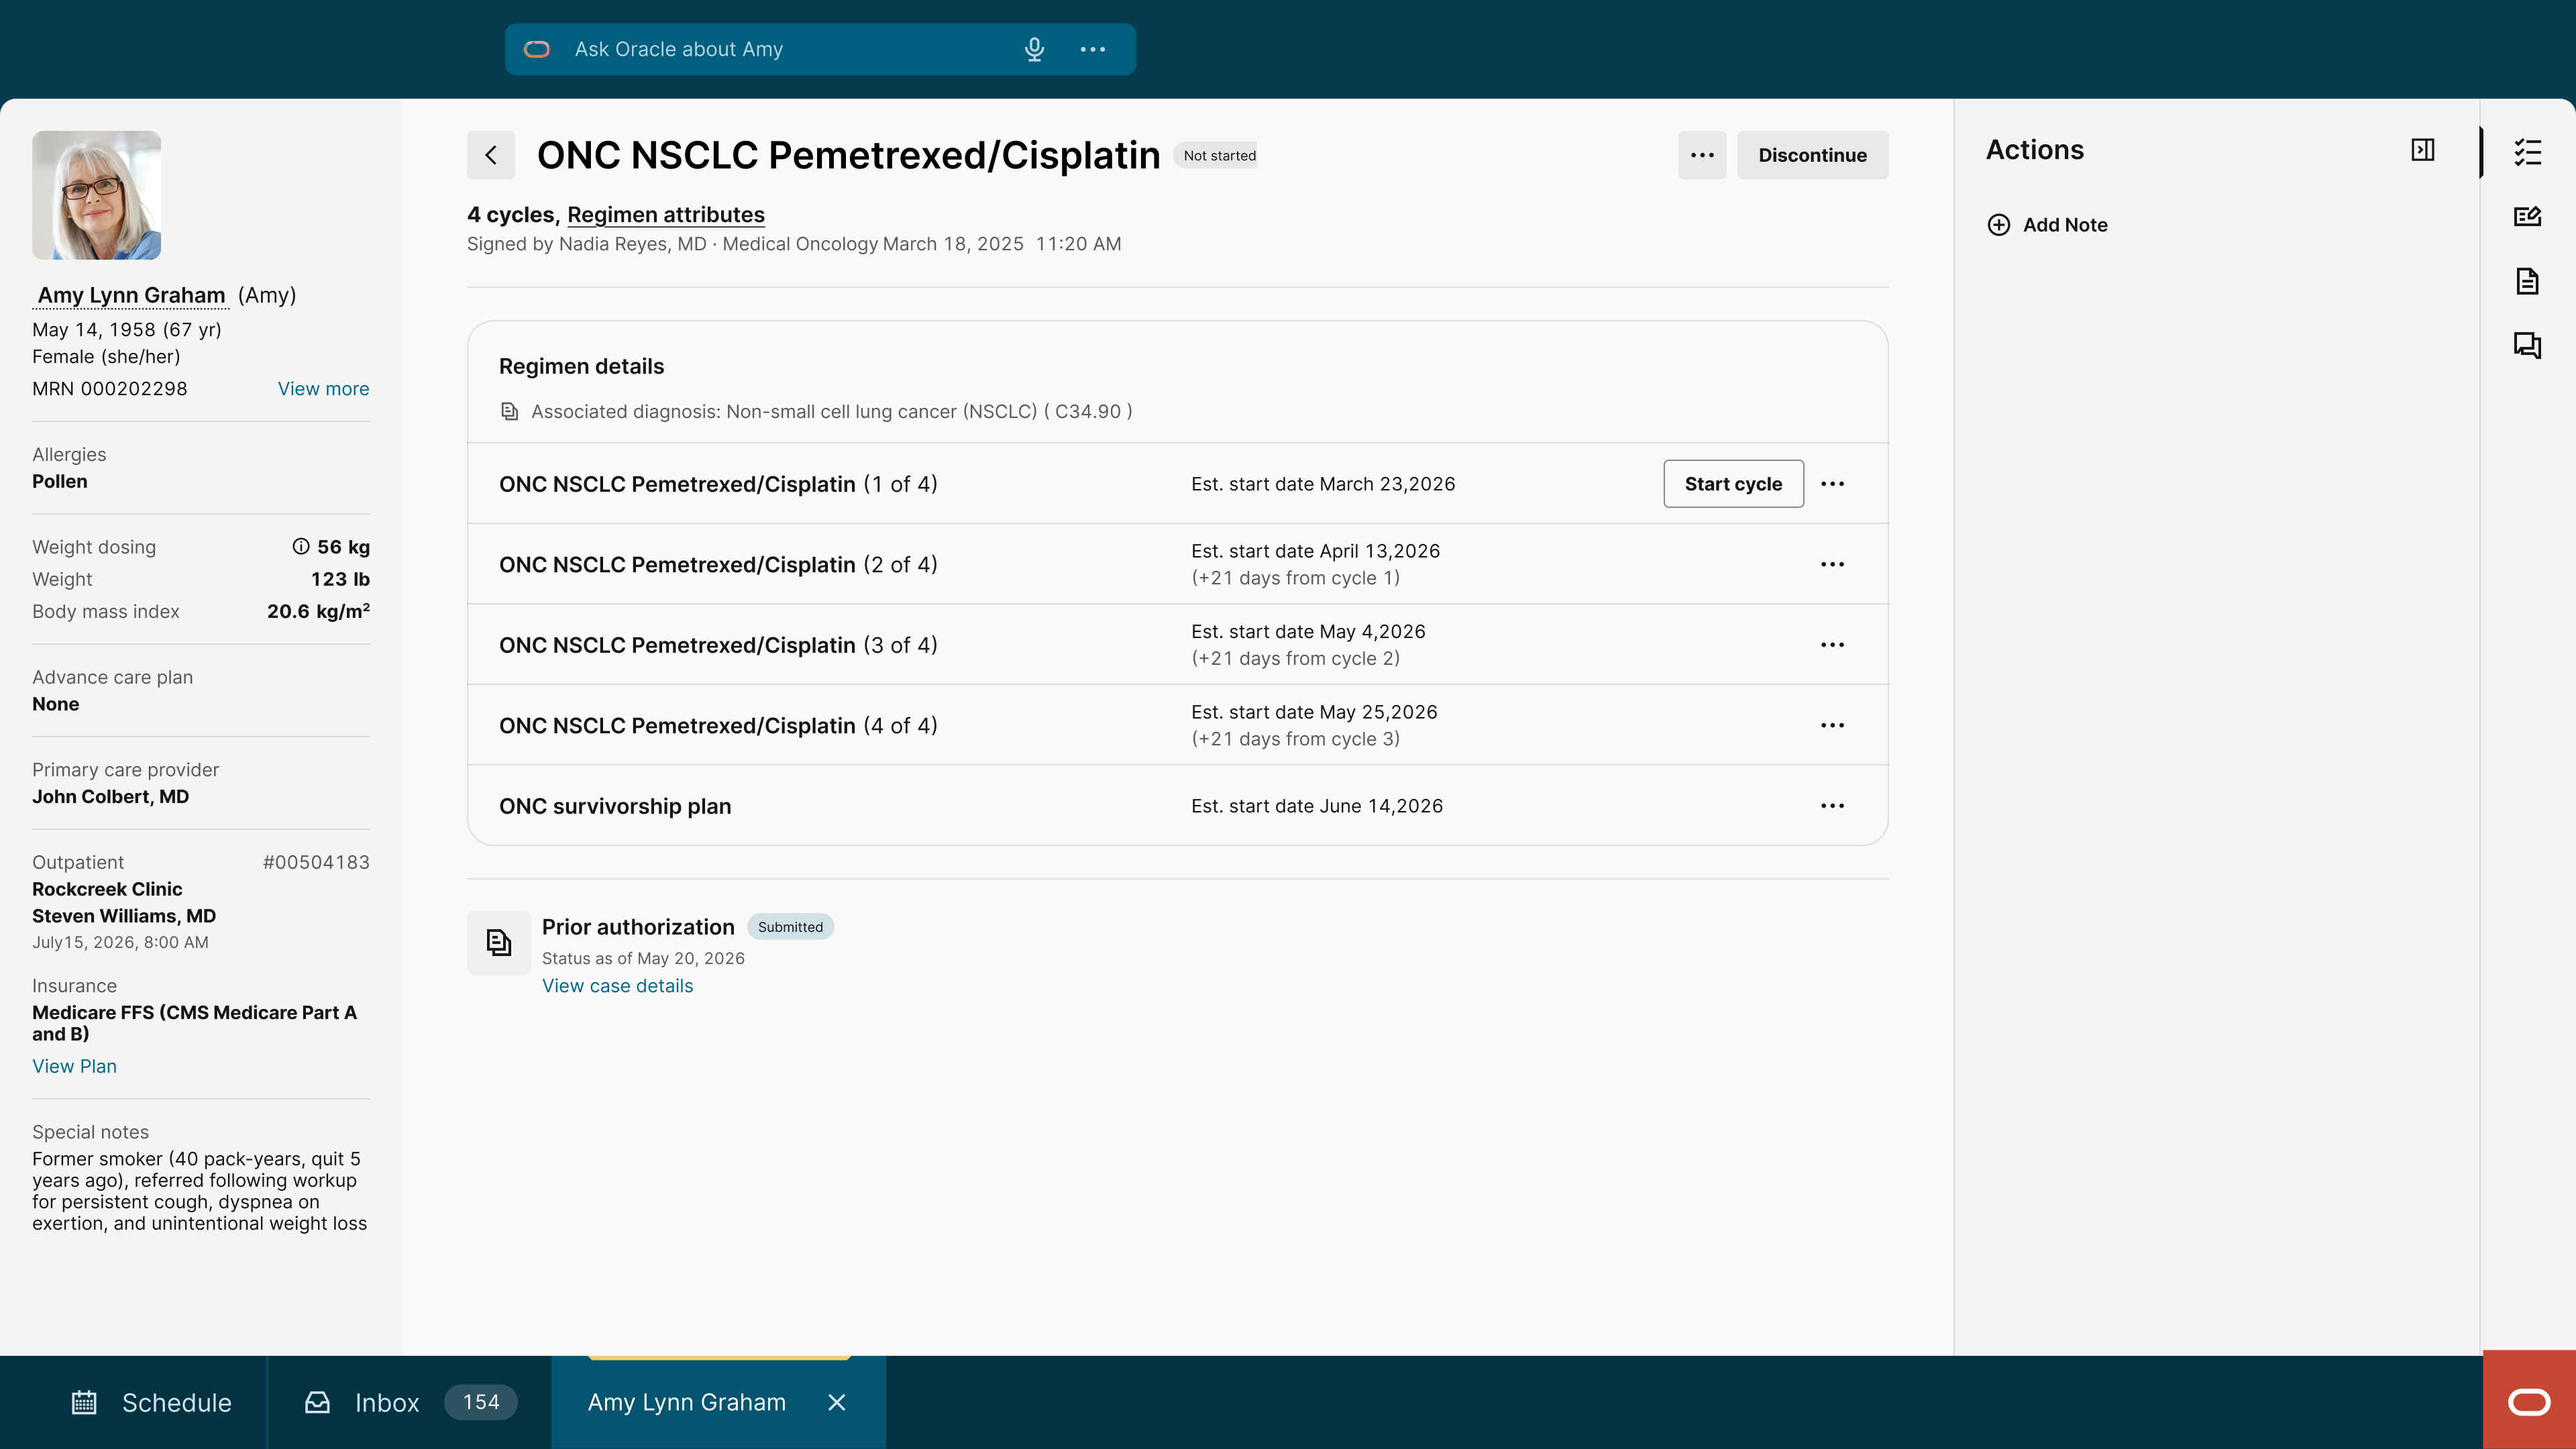 Ask Oracle about Amy
Amy Lynn Graham (Amy)
May 14, 1958 (67 yr)
Female (she/her)
MRN 000202298 View more
Allergies
Pollen
Weight dosing 56 kg
Weight 123 lb
Body mass index 20.6 kg/m²
Advance care plan
None
Primary care provider
John Colbert, MD
Outpatient #00504183
Rockcreek Clinic
Steven Williams, MD
July15, 2026, 8:00 AM
Insurance
Medicare FFS (CMS Medicare Part A
and B)
View Plan
Special notes
Former smoker (40 pack-years, quit 5
years ago), referred following workup
for persistent cough, dyspnea on
exertion, and unintentional weight loss
ONC NSCLC Pemetrexed/Cisplatin Not started
Discontinue
4 cycles, Regimen attributes
Signed by Nadia Reyes, MD · Medical Oncology March 18, 2025 11:20 AM
Regimen details
Associated diagnosis: Non-small cell lung cancer (NSCLC) ( C34.90 )
ONC NSCLC Pemetrexed/Cisplatin (1 of 4) Est. start date March 23,2026 Start cycle
ONC NSCLC Pemetrexed/Cisplatin (2 of 4) Est. start date April 13,2026
(+21 days from cycle 1)
ONC NSCLC Pemetrexed/Cisplatin (3 of 4) Est. start date May 4,2026
(+21 days from cycle 2)
ONC NSCLC Pemetrexed/Cisplatin (4 of 4) Est. start date May 25,2026
(+21 days from cycle 3)
ONC survivorship plan Est. start date June 14,2026
Prior authorization Submitted
Status as of May 20, 2026
View case details
Actions
Add Note
Schedule
Inbox 154
Amy Lynn Graham